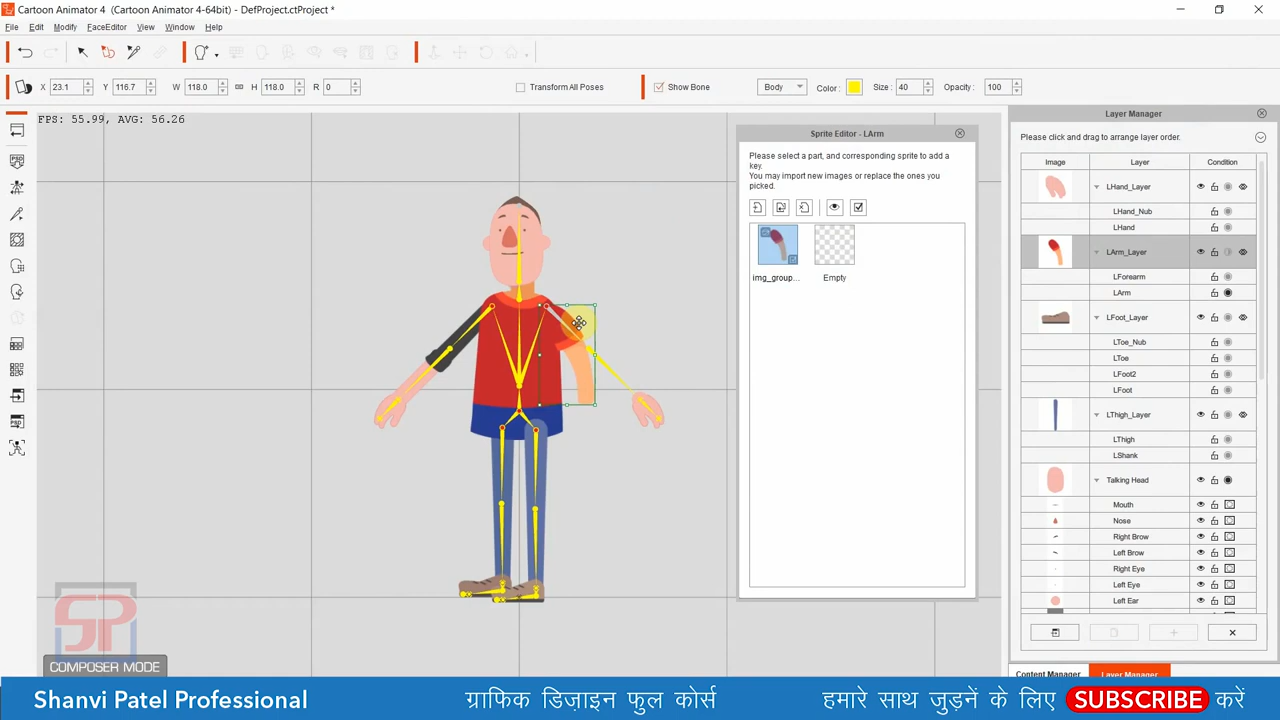 Cartoon Animator 4 (Cartoon Animator 4-64bit) - DefProject.ctProject *
File Edit Modify FaceEditor View Window Help
X 23.1 Y 116.7 W 118.0 H 118.0 R 0 Transform All Poses Show Bone Body Color : Size : 40 Opacity : 100
FPS: 55.99, AVG: 56.26
Sprite Editor - LArm
Please select a part, and corresponding sprite to add a
key.
You may import new images or replace the ones you
picked.
img_group...
Empty
Layer Manager
Please click and drag to arrange layer order.
Image Layer Condition
LHand_Layer
LHand_Nub
LHand
LArm_Layer
LForearm
LArm
LFoot_Layer
LToe_Nub
LToe
LFoot2
LFoot
LThigh_Layer
LThigh
LShank
Talking Head
Mouth
Nose
Right Brow
Left Brow
Right Eye
Left Eye
Left Ear
Content Manager Layer Manager
SP
COMPOSER MODE
Shanvi Patel Professional ग्राफिक डिज़ाइन फुल कोर्स हमारे साथ जुड़नें के लिए SUBSCRIBE करें